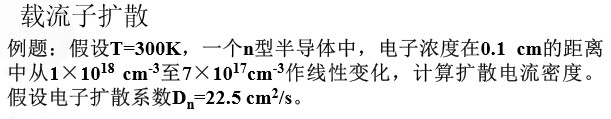 载流子扩散
例题：假设T=300K，一个n型半导体中，电子浓度在0.1 cm的距离
中从1×10¹⁸ cm⁻³至7×10¹⁷cm⁻³作线性变化，计算扩散电流密度。
假设电子扩散系数Dₙ=22.5 cm²/s。